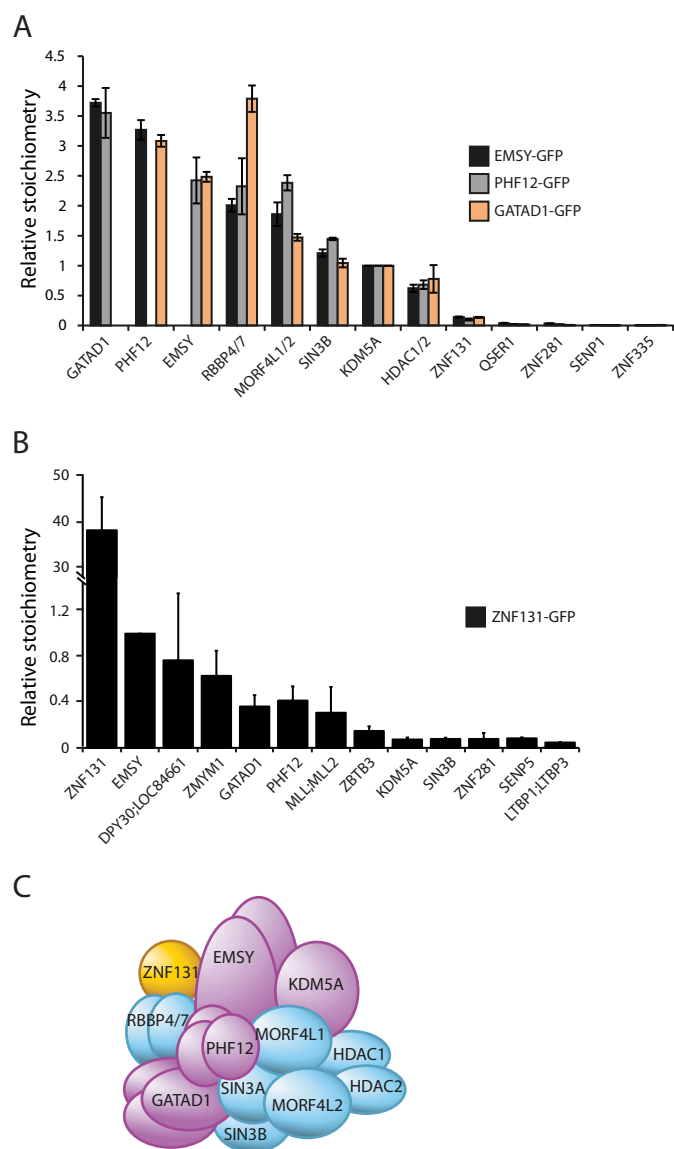 A
Relative stoichiometry
4.5
4
3.5
3
2.5
2
1.5
1
0.5
0
EMSY-GFP
PHF12-GFP
GATAD1-GFP
GATAD1
PHF12
EMSY
RBBP4/7
MORF4L1/2
SIN3B
KDM5A
HDAC1/2
ZNF131
QSER1
ZNF281
SENP1
ZNF335
B
Relative stoichiometry
50
40
30
1.2
0.8
0.4
0
ZNF131-GFP
ZNF131
EMSY
DPY30;LOC84661
ZMYM1
GATAD1
PHF12
MLL;MLL2
ZBTB3
KDM5A
SIN3B
ZNF281
SENP5
LTBP1;LTBP3
C
EMSY
ZNF131
KDM5A
RBBP4/7
MORF4L1
PHF12
HDAC1
SIN3A
HDAC2
GATAD1
MORF4L2
SIN3B